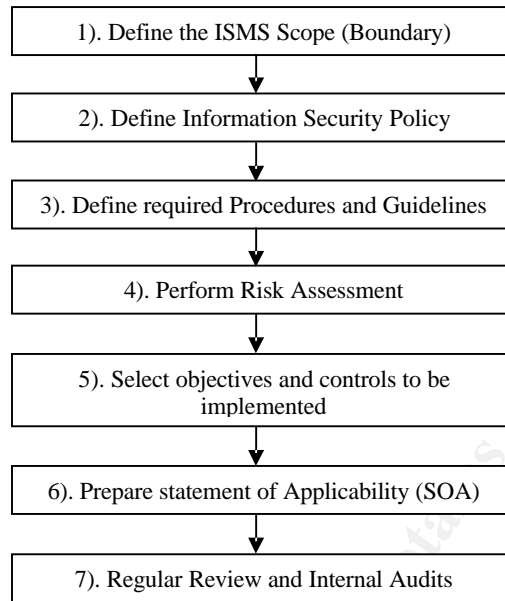 1). Define the ISMS Scope (Boundary)
2). Define Information Security Policy
3). Define required Procedures and Guidelines
4). Perform Risk Assessment
5). Select objectives and controls to be
implemented
6). Prepare statement of Applicability (SOA)
7). Regular Review and Internal Audits